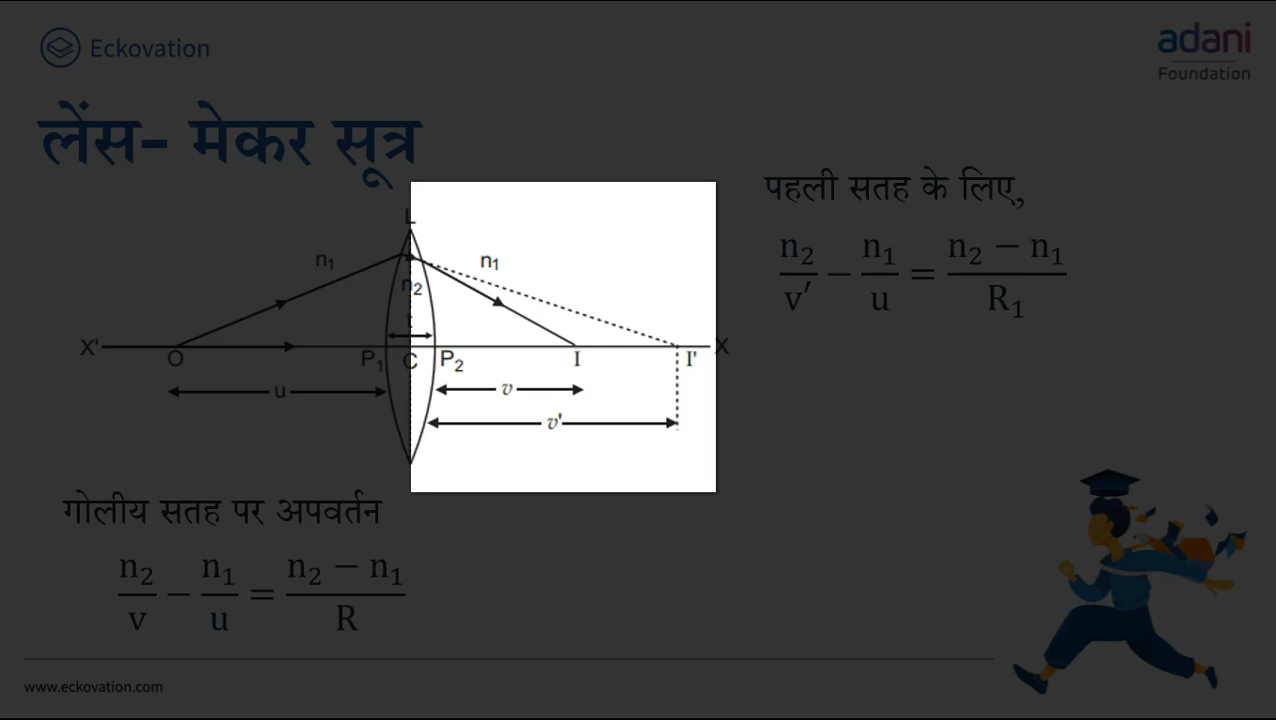 Eckovation
adani
Foundation
लेंस- मेकर सूत्र
पहली सतह के लिए,
n₂/v′ − n₁/u = (n₂ − n₁)/R₁
L
n₁ n₁
n₂
t
X' O P₁ C P₂ I I' X
u v
v'
गोलीय सतह पर अपवर्तन
n₂/v − n₁/u = (n₂ − n₁)/R
www.eckovation.com